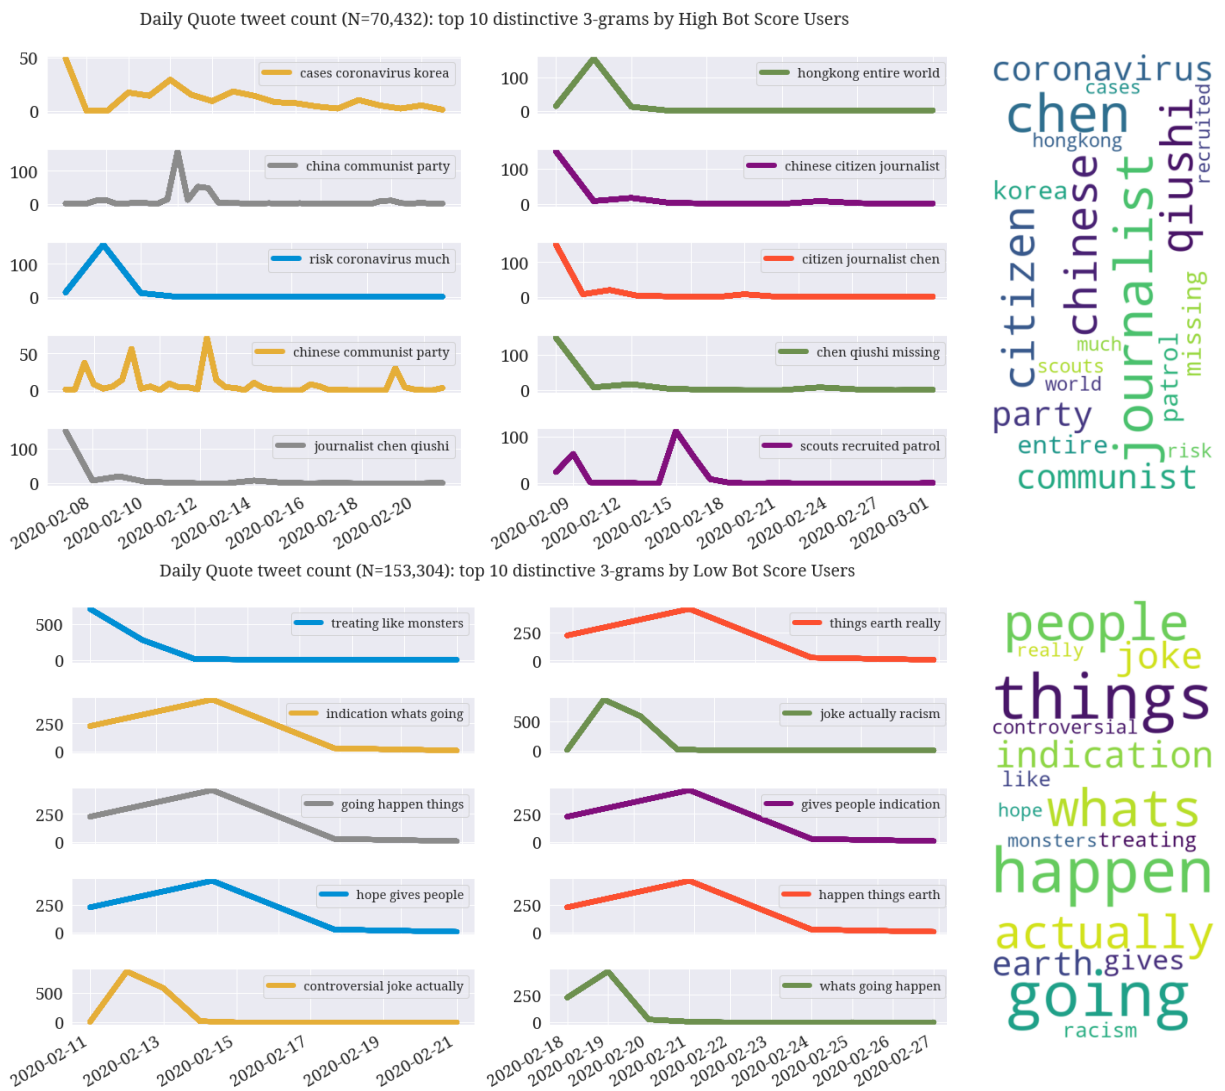 Daily Quote tweet count (N=70,432): top 10 distinctive 3-grams by High Bot Score Users
50
0
cases coronavirus korea
100
0
hongkong entire world
100
0
china communist party
100
0
chinese citizen journalist
100
0
risk coronavirus much
100
0
citizen journalist chen
50
0
chinese communist party
100
0
chen qiushi missing
100
0
journalist chen qiushi
100
0
scouts recruited patrol
2020-02-08
2020-02-10
2020-02-12
2020-02-14
2020-02-16
2020-02-18
2020-02-20
2020-02-09
2020-02-12
2020-02-15
2020-02-18
2020-02-21
2020-02-24
2020-02-27
2020-03-01
coronavirus
cases
chen
hongkong
qiushi
recruited
korea
citizen
chinese
journalist
missing
much
scouts
world
patrol
party
entire
risk
communist
Daily Quote tweet count (N=153,304): top 10 distinctive 3-grams by Low Bot Score Users
500
0
treating like monsters
250
0
things earth really
250
0
indication whats going
500
0
joke actually racism
250
0
going happen things
250
0
gives people indication
250
0
hope gives people
250
0
happen things earth
500
0
controversial joke actually
250
0
whats going happen
2020-02-11
2020-02-13
2020-02-15
2020-02-17
2020-02-19
2020-02-21
2020-02-18
2020-02-19
2020-02-20
2020-02-21
2020-02-22
2020-02-23
2020-02-24
2020-02-25
2020-02-26
2020-02-27
people
really
joke
things
controversial
indication
like
hope
whats
monsters
treating
happen
actually
earth
gives
going
racism